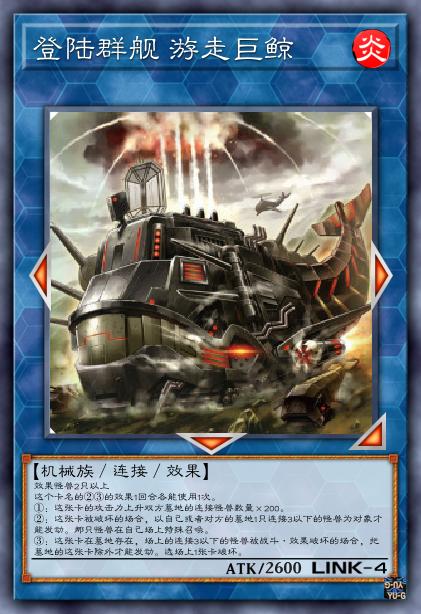 登陆群舰 游走巨鲸
炎
【机械族/连接/效果】
效果怪兽2只以上
这个卡名的②③的效果1回合各能使用1次。
①：这张卡的攻击力上升双方墓地的连接怪兽数量×200。
②：这张卡被破坏的场合，以自己或者对方的墓地1只连接3以下的怪兽为对象才
能发动。那只怪兽在自己场上特殊召唤。
③：这张卡在墓地存在，场上的连接3以下的怪兽被战斗·效果破坏的场合，把
墓地的这张卡除外才能发动。选场上1张卡破坏。
ATK/2600 LINK-4